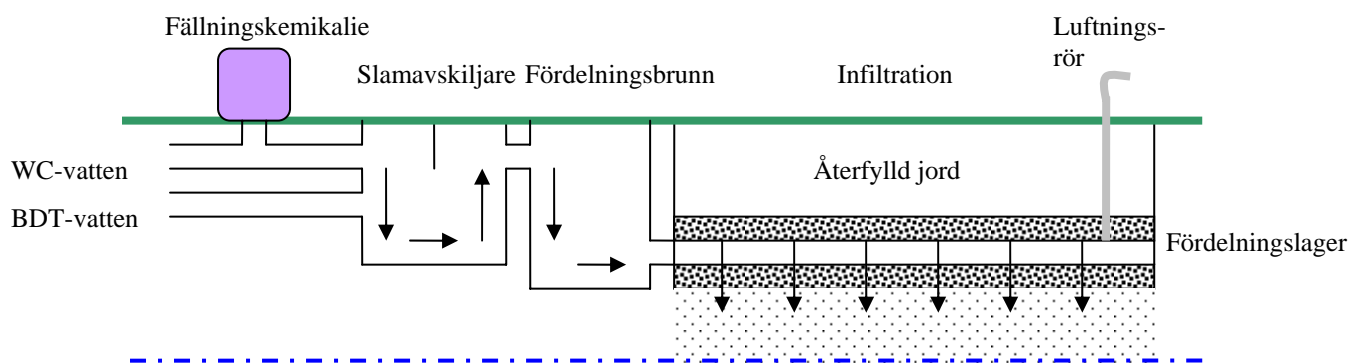 Fällningskemikalie
Luftnings-
rör
Slamavskiljare
Fördelningsbrunn
Infiltration
WC-vatten
Återfylld jord
BDT-vatten
Fördelningslager